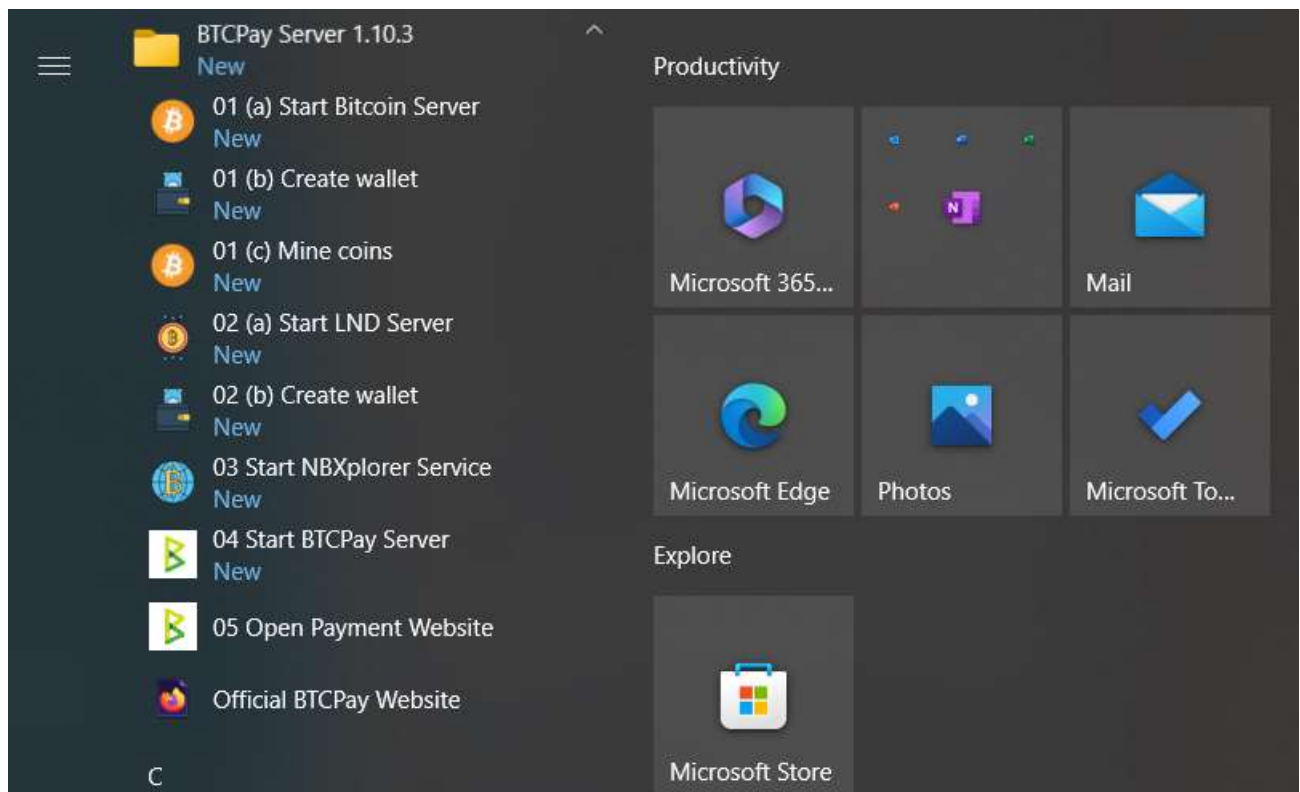 BTCPay Server 1.10.3
New
01 (a) Start Bitcoin Server
New
01 (b) Create wallet
New
01 (c) Mine coins
New
02 (a) Start LND Server
New
02 (b) Create wallet
New
03 Start NBXplorer Service
New
04 Start BTCPay Server
New
05 Open Payment Website
Official BTCPay Website
C
Productivity
Microsoft 365...
N
Mail
Microsoft Edge
Photos
Microsoft To...
Explore
Microsoft Store